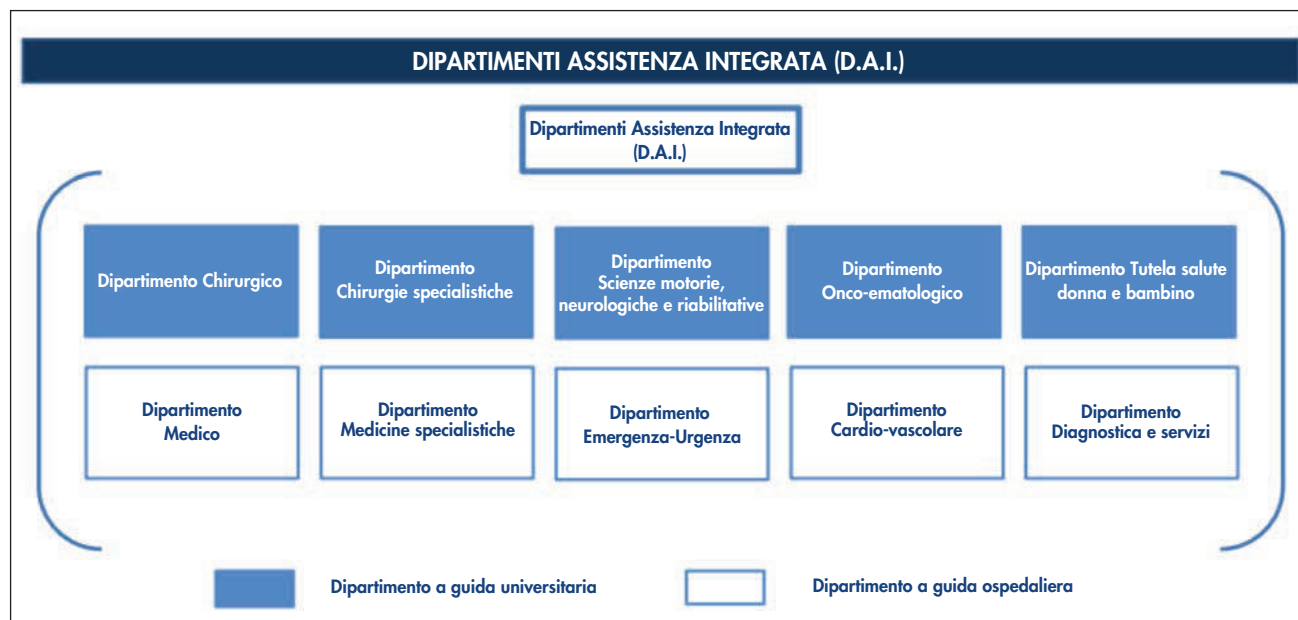 DIPARTIMENTI ASSISTENZA INTEGRATA (D.A.I.)
Dipartimenti Assistenza Integrata
(D.A.I.)
Dipartimento Chirurgico
Dipartimento
Chirurgie specialistiche
Dipartimento
Scienze motorie,
neurologiche e riabilitative
Dipartimento
Onco-ematologico
Dipartimento Tutela salute
donna e bambino
Dipartimento
Medico
Dipartimento
Medicine specialistiche
Dipartimento
Emergenza-Urgenza
Dipartimento
Cardio-vascolare
Dipartimento
Diagnostica e servizi
Dipartimento a guida universitaria
Dipartimento a guida ospedaliera